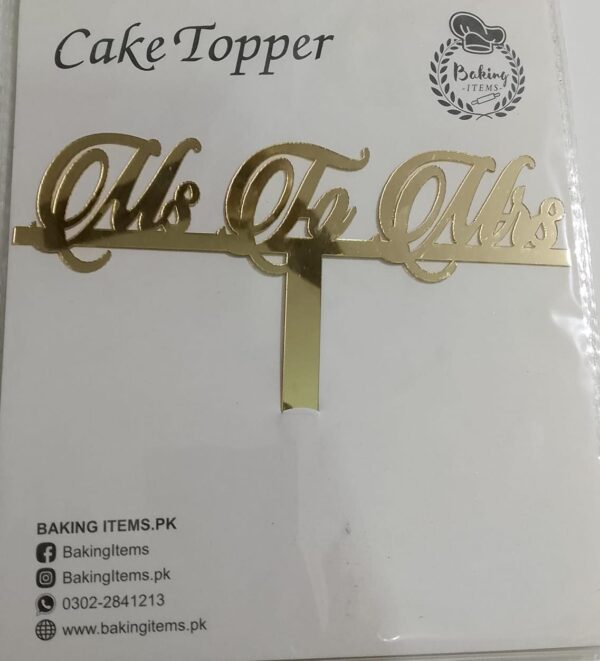 Cake Topper
Baking
-ITEMS-
Ms To Mrs
BAKING ITEMS.PK
BakingItems
BakingItems.pk
0302-2841213
www.bakingitems.pk